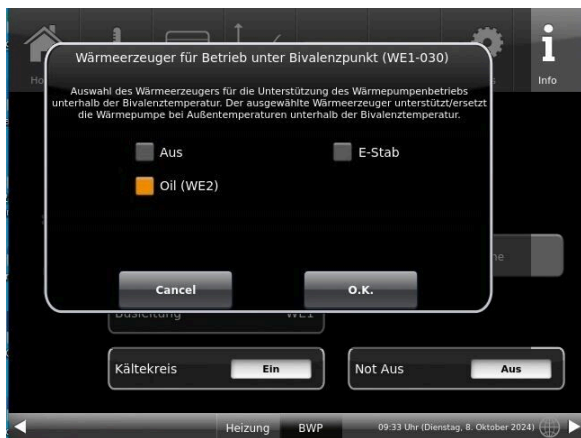 Info
Wärmeerzeuger für Betrieb unter Bivalenzpunkt (WE1-030)
Auswahl des Wärmeerzeugers für die Unterstützung des Wärmepumpenbetriebs
unterhalb der Bivalenztemperatur. Der ausgewählte Wärmeerzeuger unterstützt/ersetzt
die Wärmepumpe bei Außentemperaturen unterhalb der Bivalenztemperatur.
Aus
E-Stab
Oil (WE2)
Cancel
O.K.
WE1
Kältekreis
Ein
Not Aus
Aus
Heizung
BWP
09:33 Uhr (Dienstag, 8. Oktober 2024)